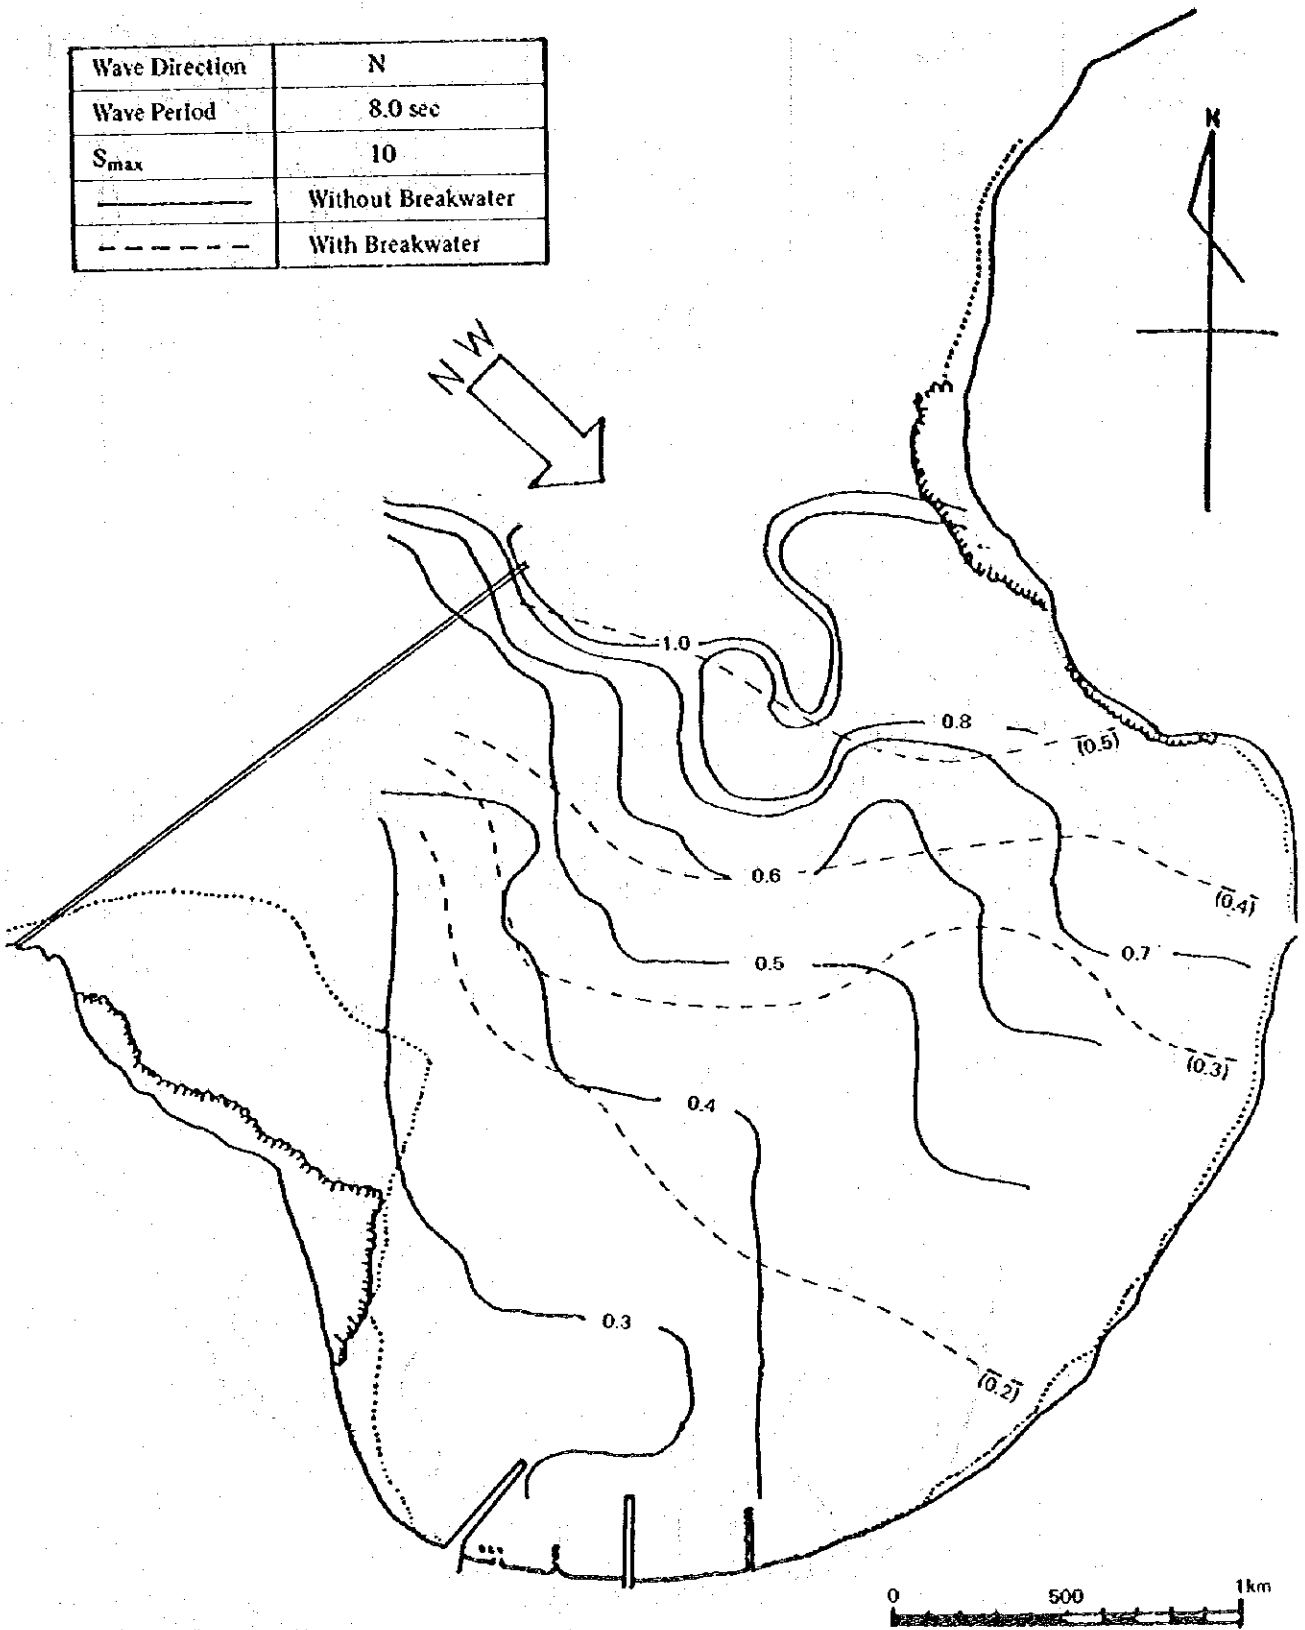 Wave Direction N
Wave Period 8.0 sec
Smax 10
Without Breakwater
With Breakwater
N
N W
1.0
0.8
(0.5)
0.6
(0.4)
0.7
0.5
(0.3)
0.4
0.3
(0.2)
0 500 1km